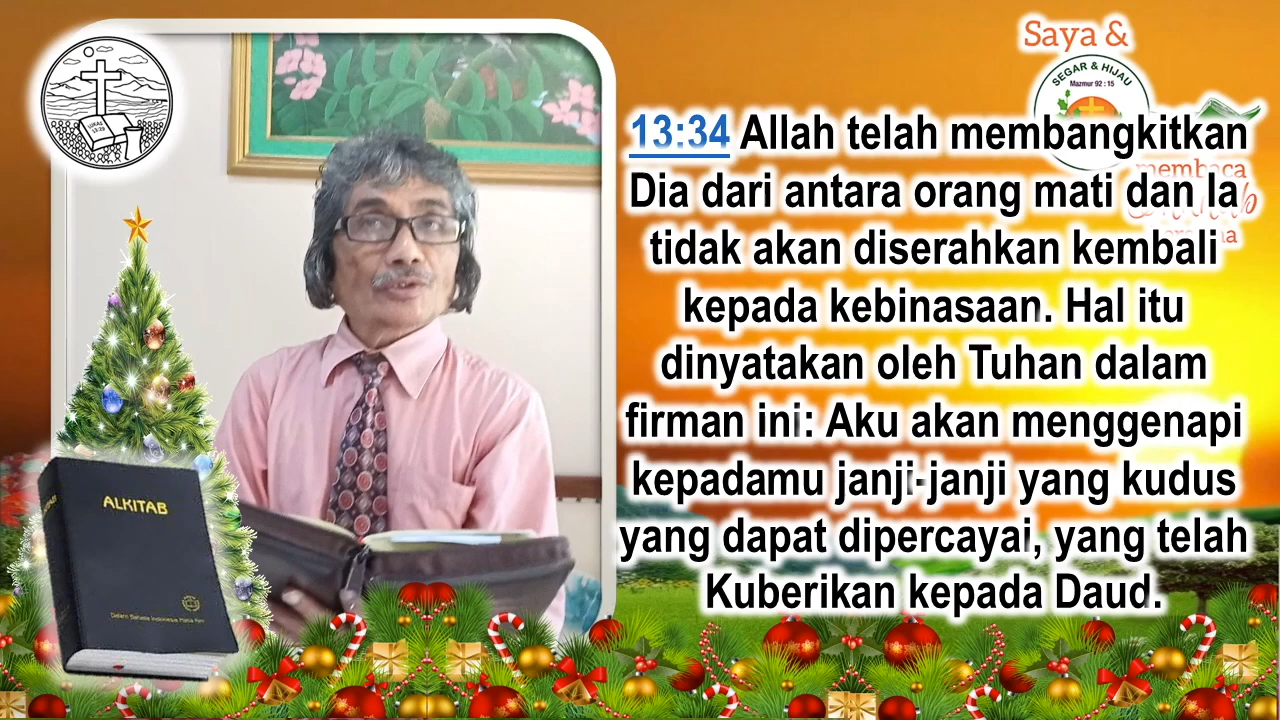 Saya &
SEGAR & HIJAU
Mazmur 92 : 15
membaca
13:34 Allah telah membangkitkan
Dia dari antara orang mati dan Ia
tidak akan diserahkan kembali
kepada kebinasaan. Hal itu
dinyatakan oleh Tuhan dalam
firman ini: Aku akan menggenapi
kepadamu janji-janji yang kudus
yang dapat dipercayai, yang telah
Kuberikan kepada Daud.
ALKITAB